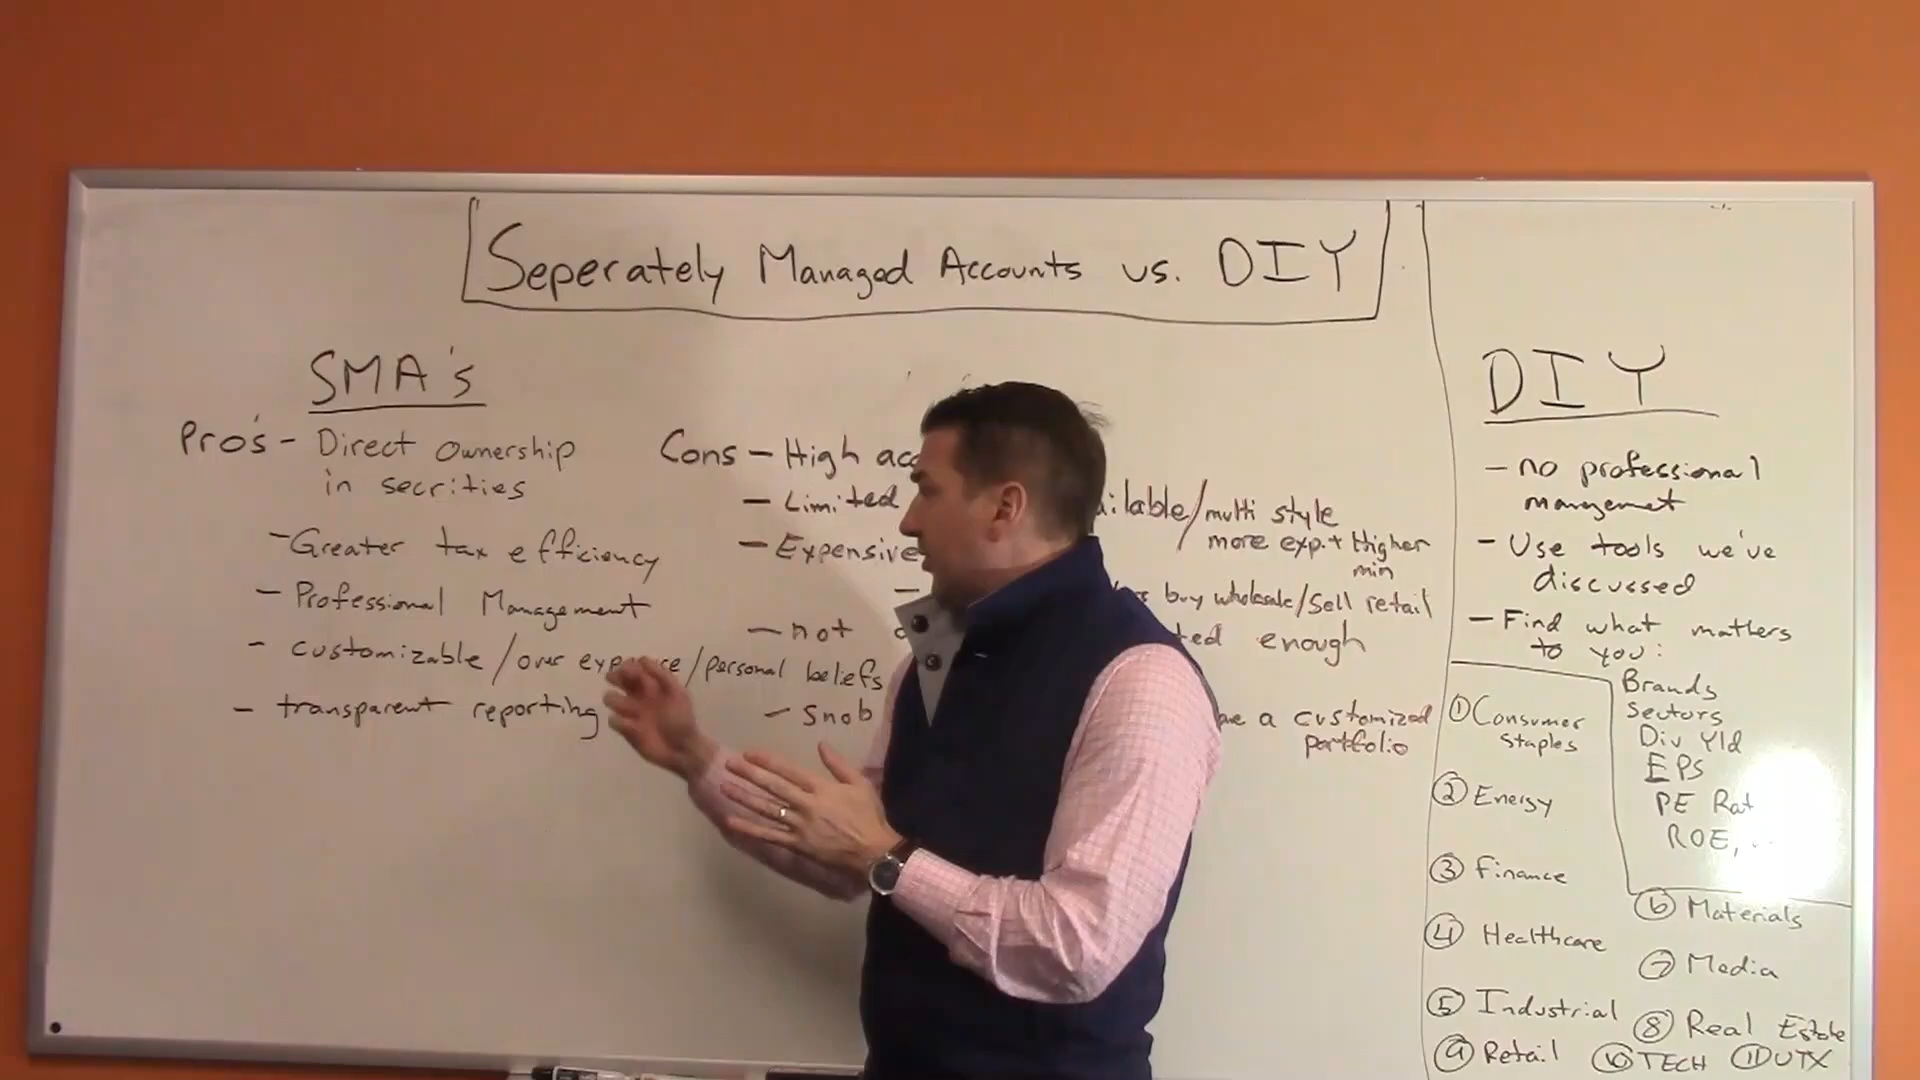 Seperately Managed Accounts vs. DIY
SMA's
Pro's - Direct ownership
in secrities
- Greater tax efficiency
- Professional Management
- customizable / over exp / personal beliefs
- transparent reporting
Cons - High
- Limited / multi style
more exp. + Higher
min
- Expensive
buy wholesale/sell retail
- not enough
- Snob a customized
portfolio
DIY
- no professional
management
- Use tools we've
discussed
- Find what matters
to you:
Brands
Sectors
Div Yld
EPS
PE Rat
ROE, ..
① Consumer
staples
② Energy
③ Finance
④ Healthcare
⑤ Industrial
⑥ Materials
⑦ Media
⑧ Real Estate
⑨ Retail
⑩ TECH
⑪ UTX